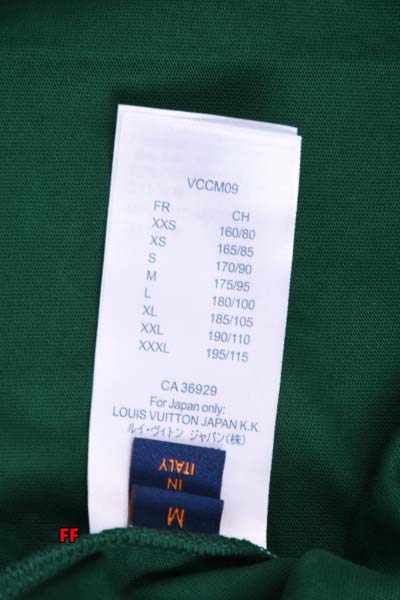 VCCM09
FR CH
XXS 160/80
XS 165/85
S 170/90
M 175/95
L 180/100
XL 185/105
XXL 190/110
XXXL 195/115
CA 36929
For Japan only:
LOUIS VUITTON JAPAN K.K.
ルイ・ヴィトン ジャパン(株)
IN
ITALY
M
FF